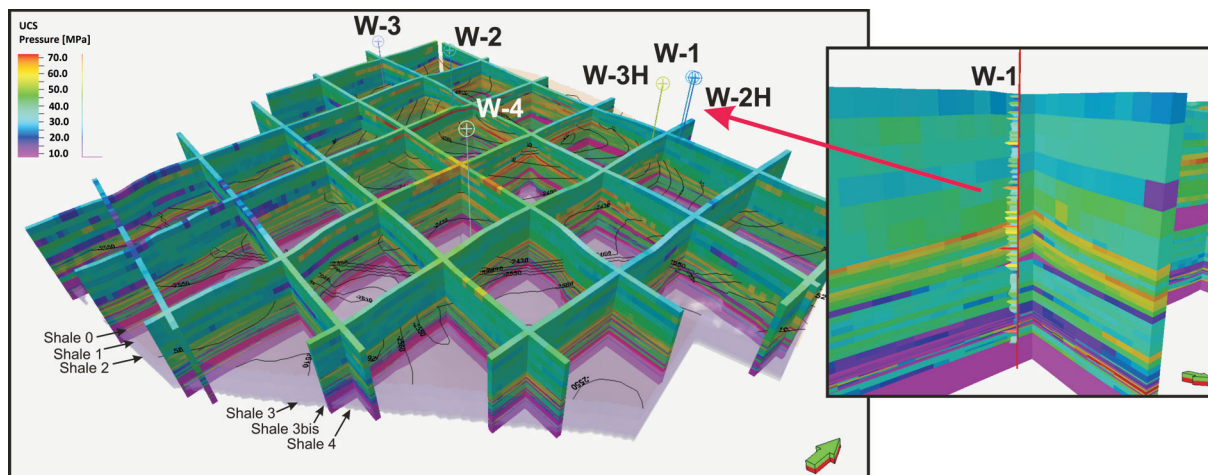 UCS
Pressure [MPa]
70.0
60.0
50.0
40.0
30.0
20.0
10.0
W-3
W-2
W-1
W-3H
W-2H
W-4
Shale 0
Shale 1
Shale 2
Shale 3
Shale 3bis
Shale 4
W-1